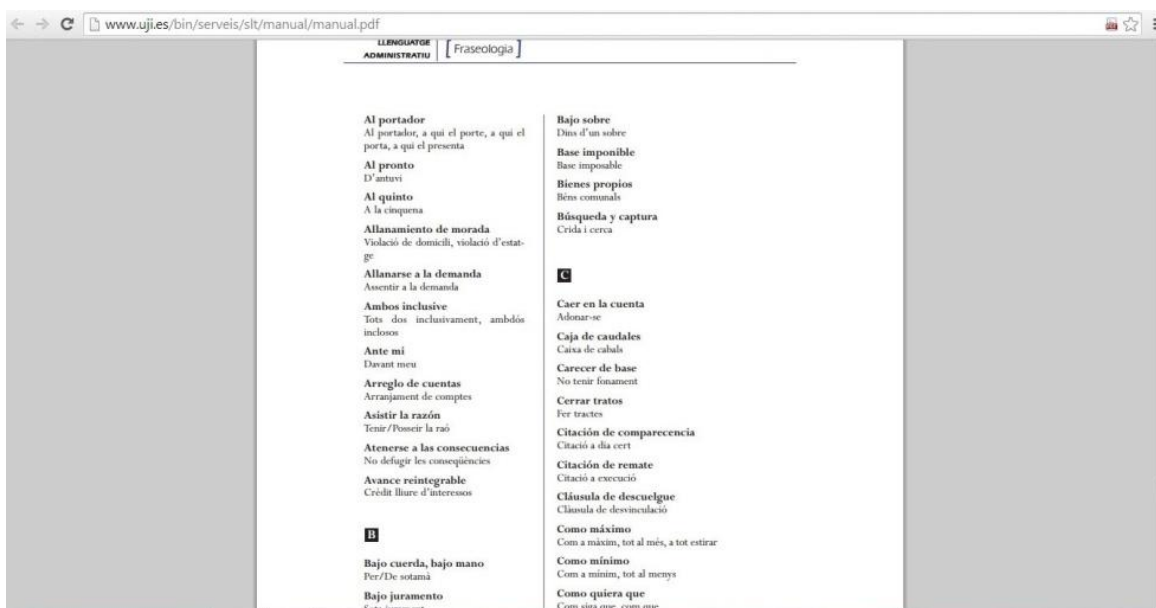 www.uji.es/bin/serveis/slt/manual/manual.pdf
LLENGUATGE
ADMINISTRATIU
[ Fraseologia ]
Al portador
Al portador, a qui el porte, a qui el
porta, a qui el presenta
Al pronto
D'antuvi
Al quinto
A la cinquena
Allanamiento de morada
Violació de domicili, violació d'estat-
ge
Allanarse a la demanda
Assentir a la demanda
Ambos inclusive
Tots dos inclusivament, ambdós
inclosos
Ante mi
Davant meu
Arreglo de cuentas
Arranjament de comptes
Asistir la razón
Tenir/Posseir la raó
Atenerse a las consecuencias
No defugir les conseqüències
Avance reintegrable
Crèdit lliure d'interessos
B
Bajo cuerda, bajo mano
Per/De sotamà
Bajo juramento
Sota jurament
Bajo sobre
Dins d'un sobre
Base imponible
Base imposable
Bienes propios
Béns comunals
Búsqueda y captura
Crida i cerca
C
Caer en la cuenta
Adonar-se
Caja de caudales
Caixa de cabals
Carecer de base
No tenir fonament
Cerrar tratos
Fer tractes
Citación de comparecencia
Citació a dia cert
Citación de remate
Citació a execució
Cláusula de descuelgue
Clàusula de desvinculació
Como máximo
Com a màxim, tot al més, a tot estirar
Como mínimo
Com a mínim, tot al menys
Como quiera que
Com siga que, com que